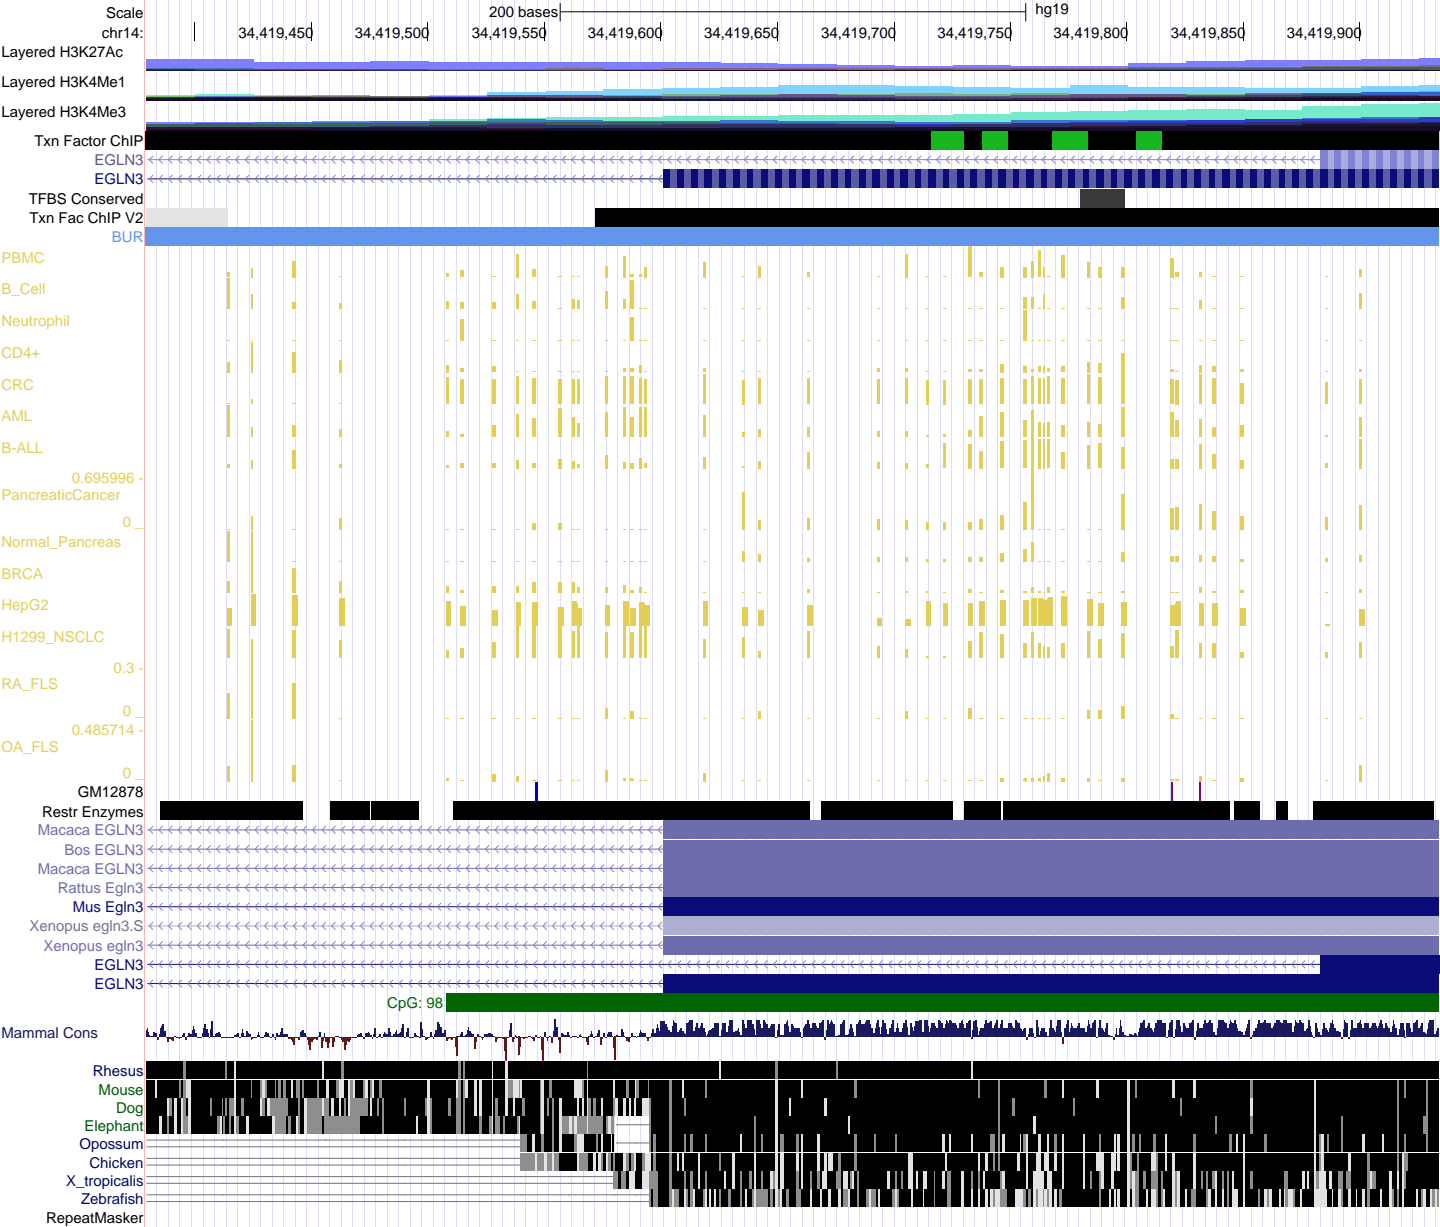 Scale 200 bases hg19
chr14: 34,419,450 34,419,500 34,419,550 34,419,600 34,419,650 34,419,700 34,419,750 34,419,800 34,419,850 34,419,900
Layered H3K27Ac
Layered H3K4Me1
Layered H3K4Me3
Txn Factor ChIP
EGLN3
EGLN3
TFBS Conserved
Txn Fac ChIP V2
BUR
PBMC
B_Cell
Neutrophil
CD4+
CRC
AML
B-ALL
0.695996 -
PancreaticCancer
0 _
Normal_Pancreas
BRCA
HepG2
H1299_NSCLC
0.3 -
RA_FLS
0 _
0.485714 -
OA_FLS
0 _
GM12878
Restr Enzymes
Macaca EGLN3
Bos EGLN3
Macaca EGLN3
Rattus Egln3
Mus Egln3
Xenopus egln3.S
Xenopus egln3
EGLN3
EGLN3
CpG: 98
Mammal Cons
Rhesus
Mouse
Dog
Elephant
Opossum
Chicken
X_tropicalis
Zebrafish
RepeatMasker